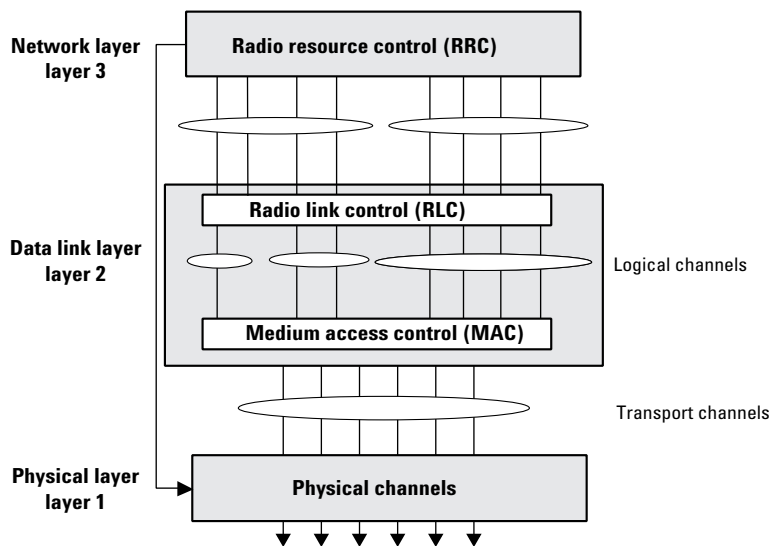 Network layer
layer 3
Radio resource control (RRC)
Radio link control (RLC)
Data link layer
layer 2
Logical channels
Medium access control (MAC)
Transport channels
Physical layer
layer 1
Physical channels